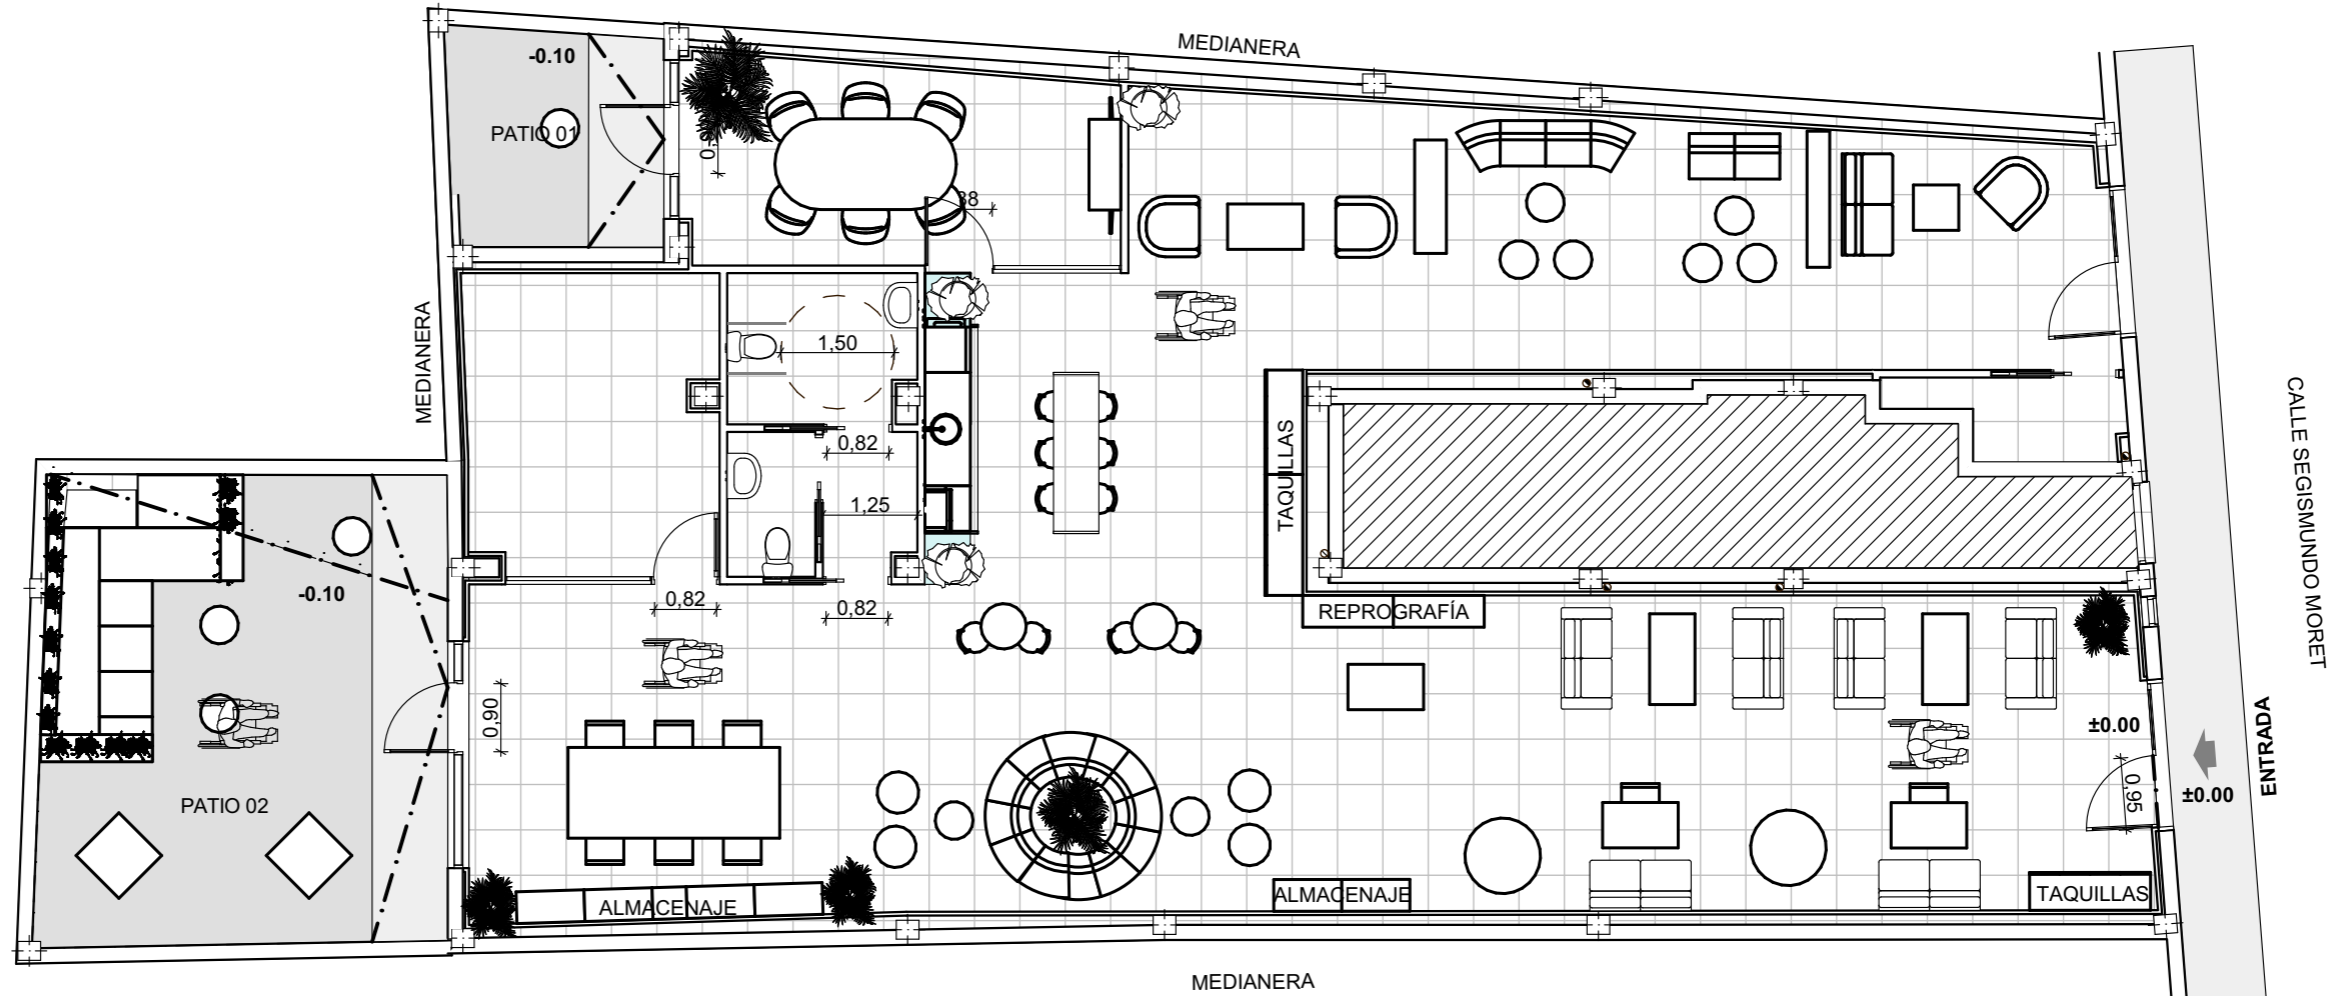 MEDIANERA
-0.10
PATIO 01
MEDIANERA
1,50
0,82
1,25
0,82
0,82
TAQUILLAS
REPROGRAFÍA
CALLE SEGISMUNDO MORET
-0.10
0,90
PATIO 02
±0.00
ENTRADA
±0.00
0,95
ALMACENAJE
ALMACENAJE
TAQUILLAS
MEDIANERA